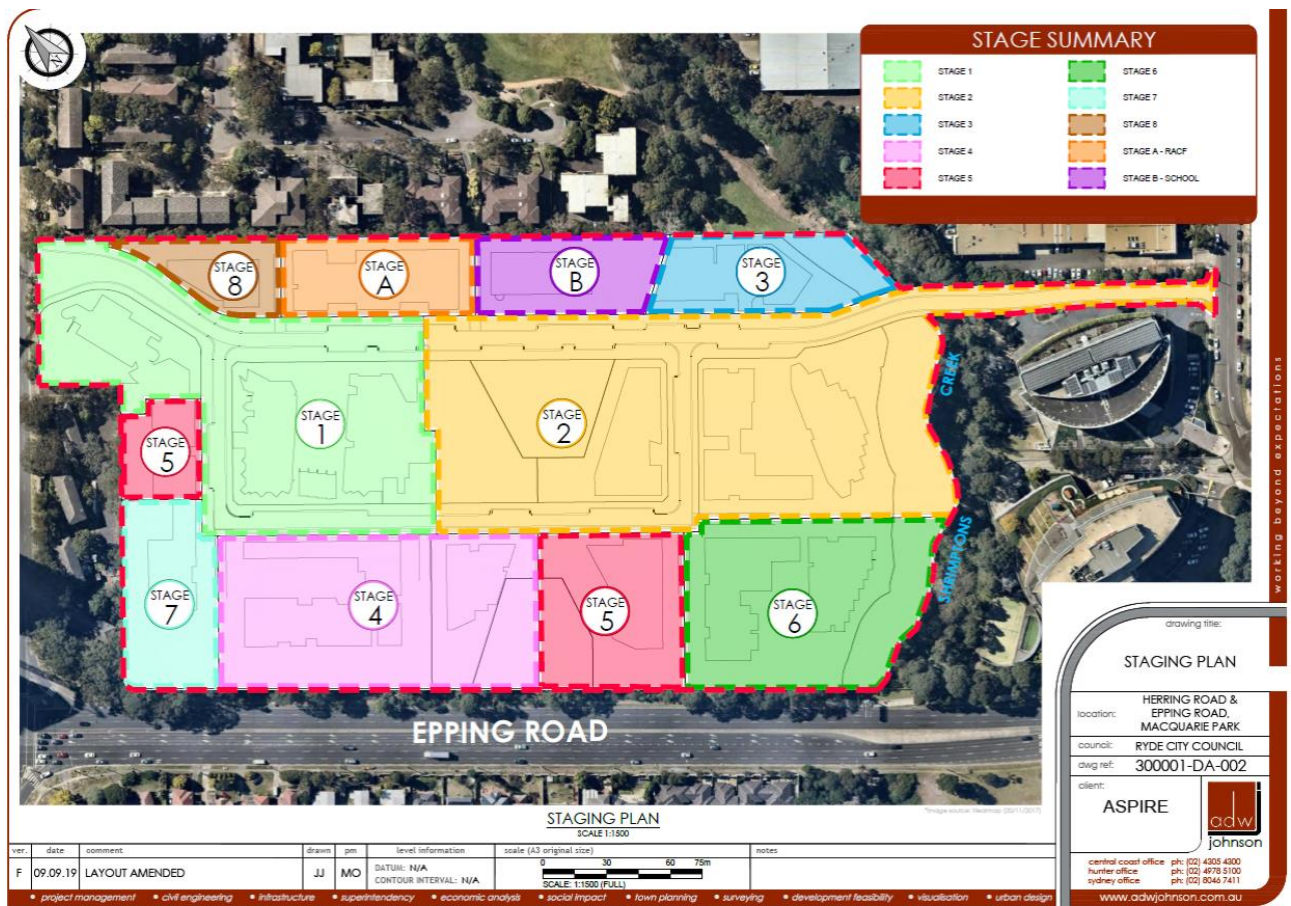 STAGE SUMMARY
STAGE 1
STAGE 2
STAGE 3
STAGE 4
STAGE 5
STAGE 6
STAGE 7
STAGE 8
STAGE A - RACF
STAGE B - SCHOOL
STAGE
8
STAGE
A
STAGE
B
STAGE
3
STAGE
1
STAGE
2
STAGE
5
STAGE
7
STAGE
4
STAGE
5
STAGE
6
CREEK
SHRIMPTONS
EPPING ROAD
working beyond expectations
drawing title:
STAGING PLAN
location:
HERRING ROAD &
EPPING ROAD,
MACQUARIE PARK
council:
RYDE CITY COUNCIL
dwg ref:
300001-DA-002
client:
ASPIRE
adw
johnson
central coast office ph: (02) 4305 4300
hunter office ph: (02) 4978 5100
sydney office ph: (02) 8046 7411
www.adwjohnson.com.au
*Image source: Nearmap (20/11/2017)
STAGING PLAN
SCALE 1:1500
ver. date comment drawn pm level information scale (A3 original size) notes
F 09.09.19 LAYOUT AMENDED JJ MO
DATUM: N/A
CONTOUR INTERVAL: N/A
0 30 60 75m
SCALE: 1:1500 (FULL)
• project management • civil engineering • infrastructure • superintendency • economic analysis • social impact • town planning • surveying • development feasibility • visualisation • urban design